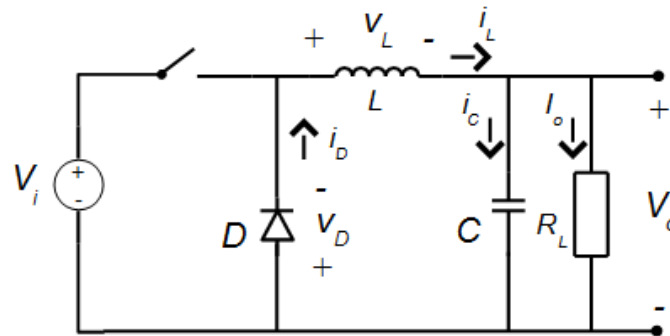 + v_L - i_L
L
i_C I_o +
V_i + - i_D
- D v_D + C R_L V_o
-